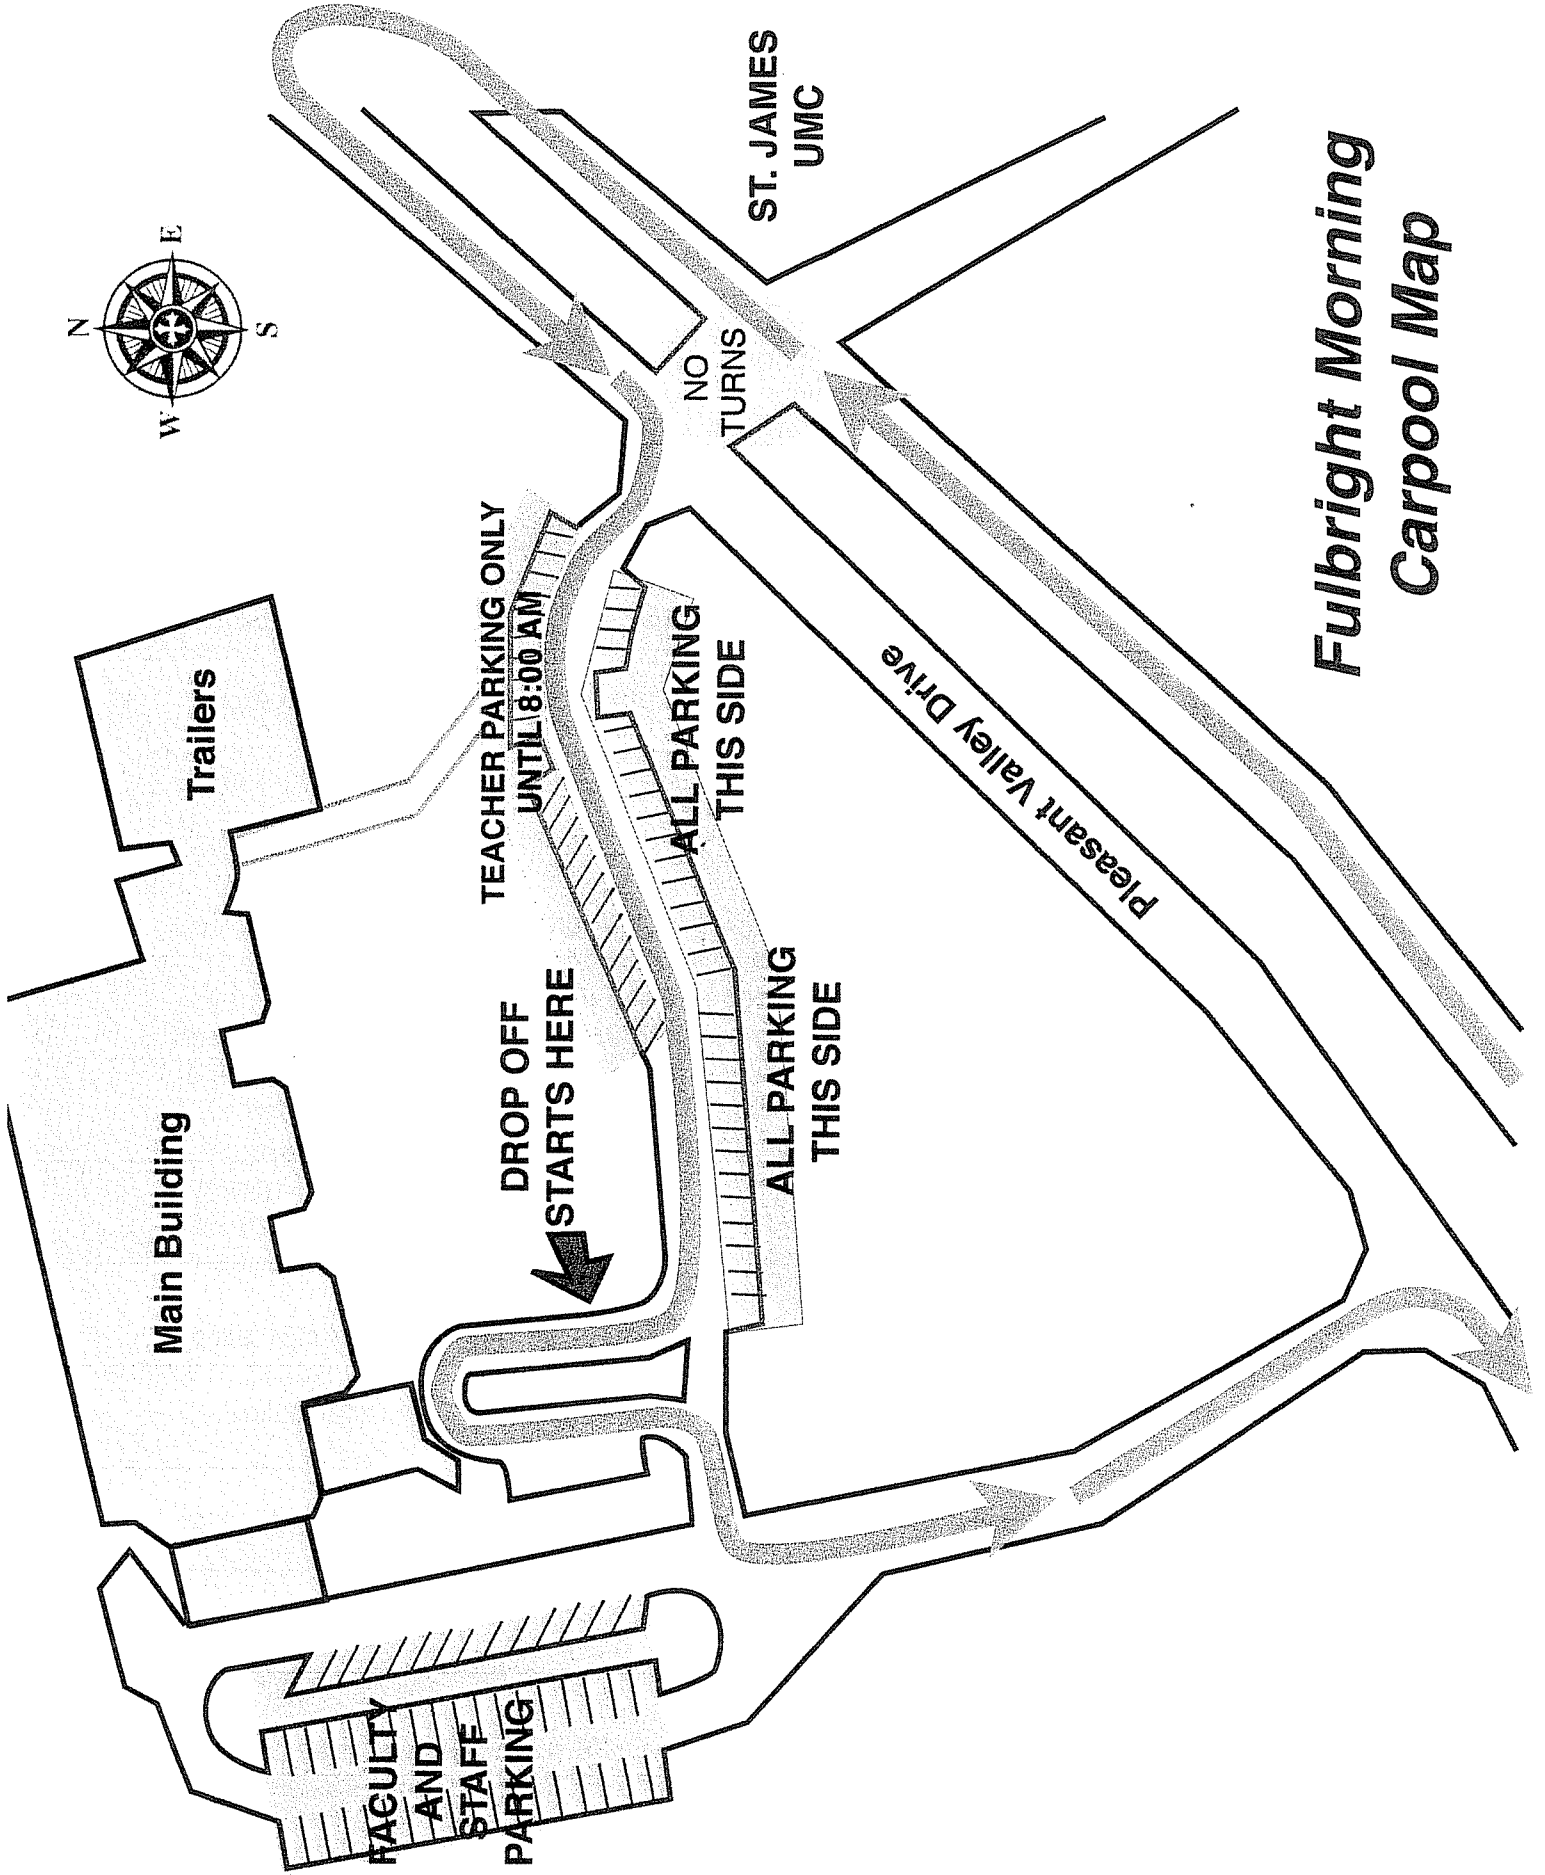 Fulbright Morning
Carpool Map
N
E
S
W
ST. JAMES
UMC
NO
TURNS
Trailers
TEACHER PARKING ONLY
UNTIL 8:00 AM
ALL PARKING
THIS SIDE
Pleasant Valley Drive
Main Building
DROP OFF
STARTS HERE
ALL PARKING
THIS SIDE
FACULTY
AND
STAFF
PARKING